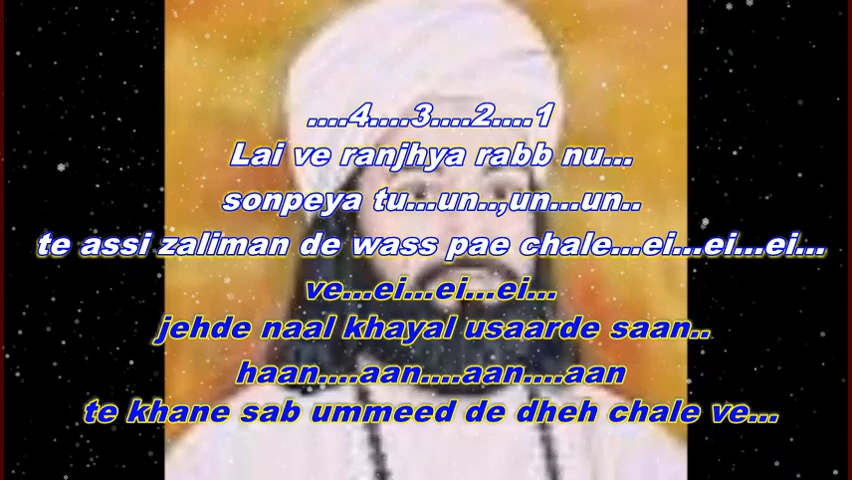 ....4....3....2....1
Lai ve ranjhya rabb nu...
sonpeya tu...un..,un...un..
te assi zaliman de wass pae chale...ei...ei...ei...
ve...ei...ei...ei...
jehde naal khayal usaarde saan..
haan....aan....aan....aan
te khane sab ummeed de dheh chale ve...